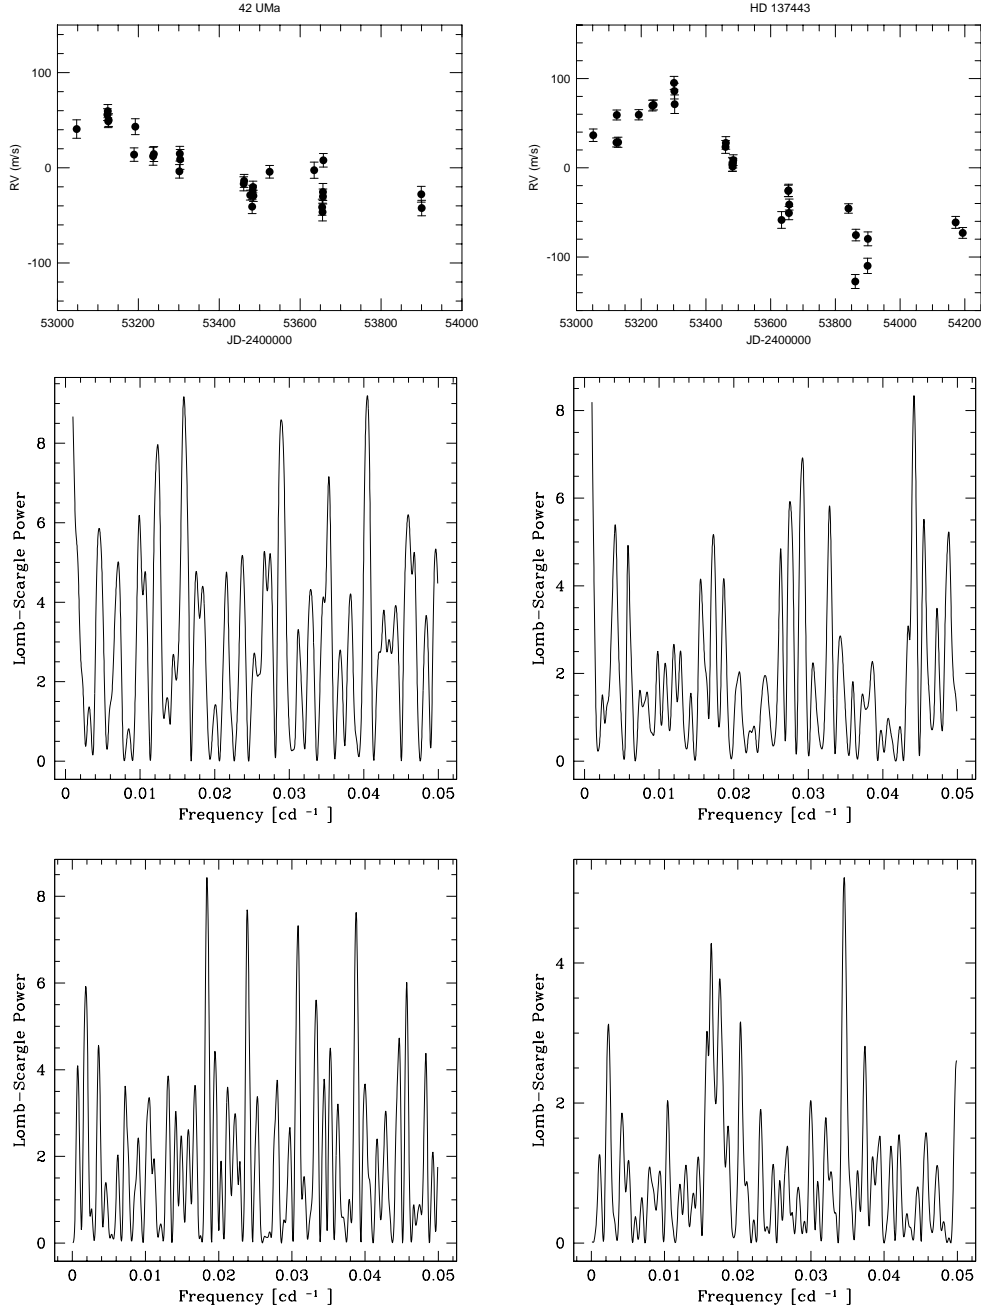 42 UMa
HD 137443
100
0
-100
RV (m/s)
53000 53200 53400 53600 53800 54000
JD-2400000
100
0
-100
RV (m/s)
53000 53200 53400 53600 53800 54000 54200
JD-2400000
8
6
4
2
0
Lomb-Scargle Power
0 0.01 0.02 0.03 0.04 0.05
Frequency [cd -1 ]
8
6
4
2
0
Lomb-Scargle Power
0 0.01 0.02 0.03 0.04 0.05
Frequency [cd -1 ]
8
6
4
2
0
Lomb-Scargle Power
0 0.01 0.02 0.03 0.04 0.05
Frequency [cd -1 ]
4
2
0
Lomb-Scargle Power
0 0.01 0.02 0.03 0.04 0.05
Frequency [cd -1 ]